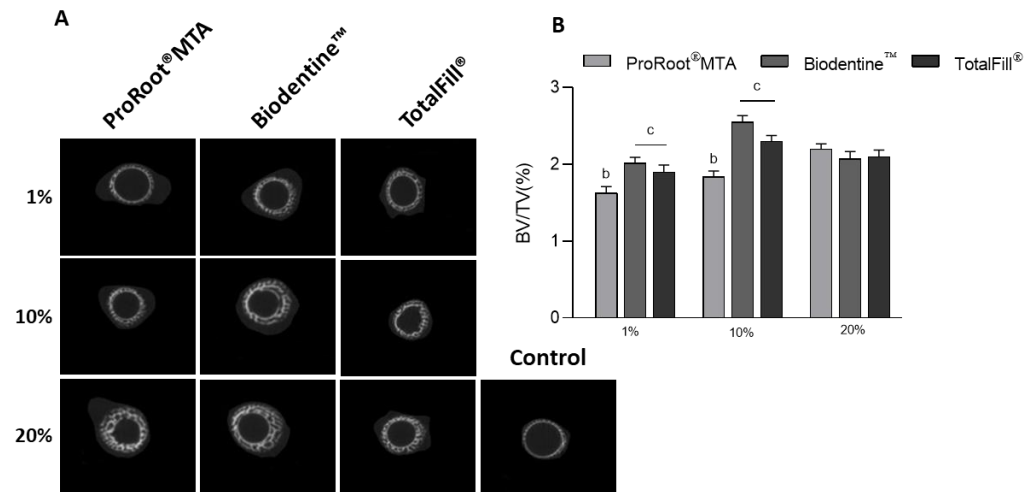 A
ProRoot®MTA
Biodentine™
TotalFill®
1%
10%
20%
Control
B
ProRoot®MTA Biodentine™ TotalFill®
3
2
1
0
BV/TV(%)
b
c
b
c
1% 10% 20%